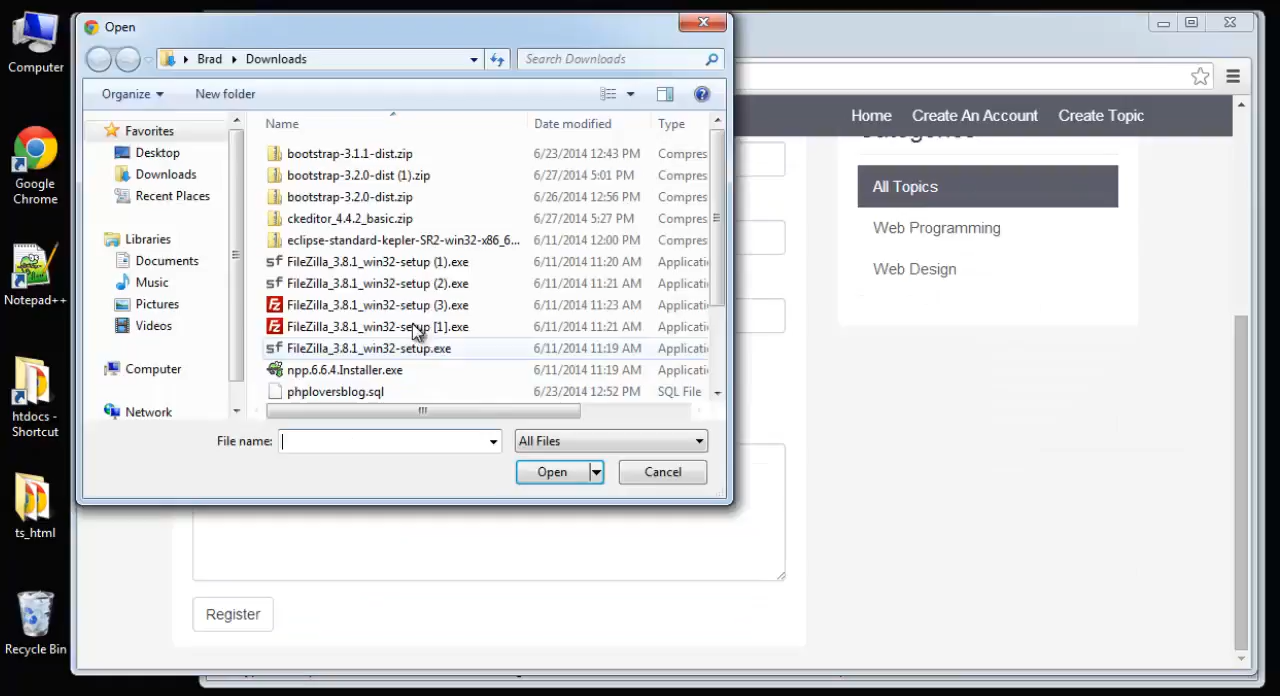 Computer
Google
Chrome
Notepad++
htdocs -
Shortcut
ts_html
Recycle Bin
Open
Brad
Downloads
Search Downloads
Organize
New folder
Favorites
Desktop
Downloads
Recent Places
Libraries
Documents
Music
Pictures
Videos
Computer
Network
Name Date modified Type
bootstrap-3.1.1-dist.zip 6/23/2014 12:43 PM Compres
bootstrap-3.2.0-dist (1).zip 6/27/2014 5:01 PM Compres
bootstrap-3.2.0-dist.zip 6/26/2014 12:56 PM Compres
ckeditor_4.4.2_basic.zip 6/27/2014 5:27 PM Compres
eclipse-standard-kepler-SR2-win32-x86_6... 6/11/2014 12:00 PM Compres
FileZilla_3.8.1_win32-setup (1).exe 6/11/2014 11:20 AM Applicati
FileZilla_3.8.1_win32-setup (2).exe 6/11/2014 11:21 AM Applicati
FileZilla_3.8.1_win32-setup (3).exe 6/11/2014 11:23 AM Applicati
FileZilla_3.8.1_win32-setup [1].exe 6/11/2014 11:21 AM Applicati
FileZilla_3.8.1_win32-setup.exe 6/11/2014 11:19 AM Applicati
npp.6.6.4.Installer.exe 6/11/2014 11:19 AM Applicati
phploversblog.sql 6/23/2014 12:52 PM SQL File
File name:
All Files
Open
Cancel
Home
Create An Account
Create Topic
All Topics
Web Programming
Web Design
Register